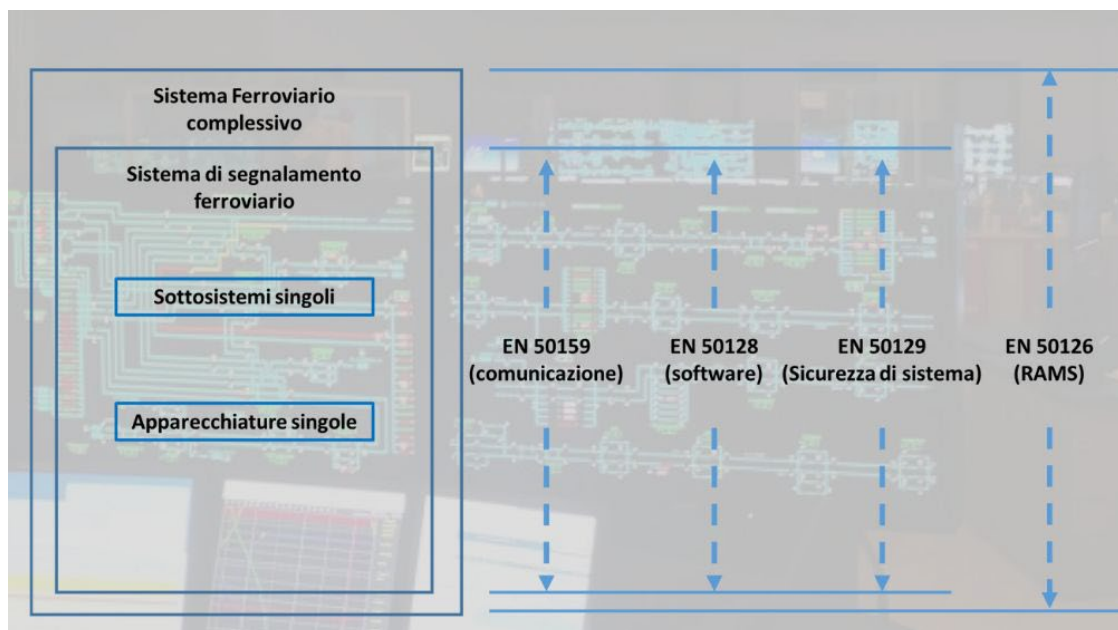 Sistema Ferroviario
complessivo
Sistema di segnalamento
ferroviario
Sottosistemi singoli
Apparecchiature singole
EN 50159
(comunicazione)
EN 50128
(software)
EN 50129
(Sicurezza di sistema)
EN 50126
(RAMS)